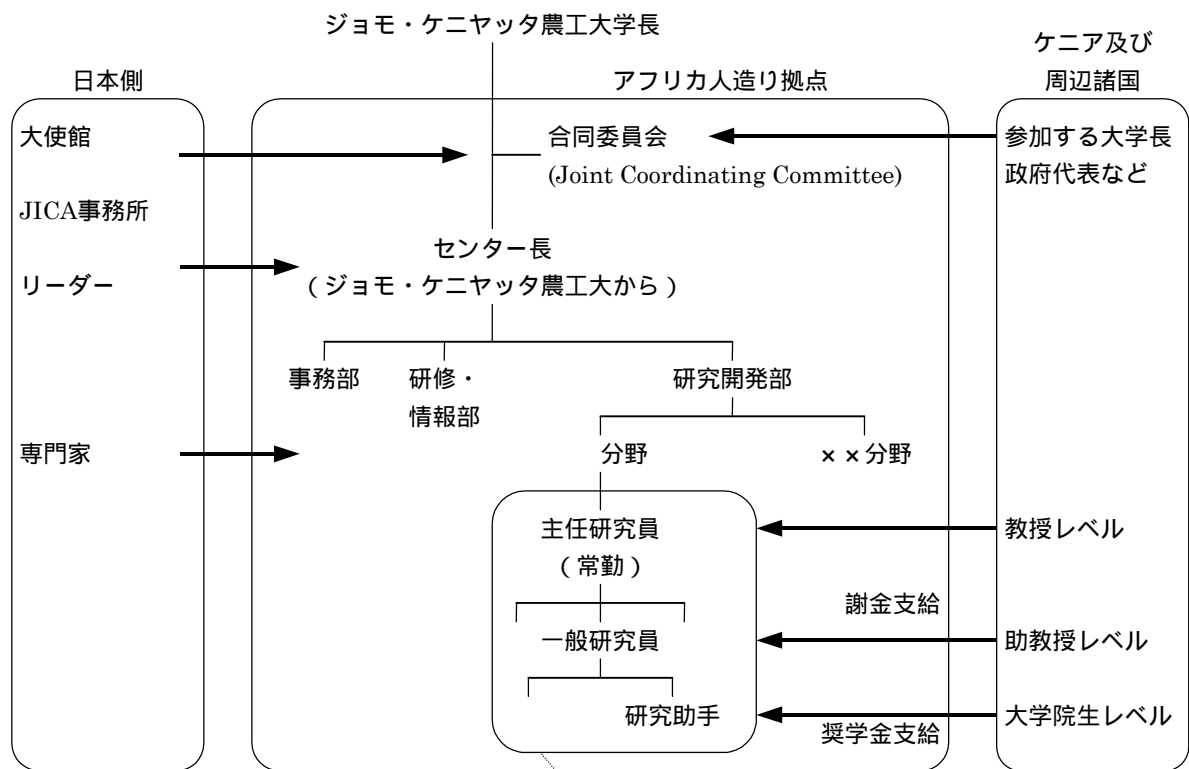 ジョモ・ケニヤッタ農工大学長
ケニア及び
周辺諸国
日本側
アフリカ人造り拠点
大使館
合同委員会
(Joint Coordinating Committee)
参加する大学長
政府代表など
JICA事務所
センター長
リーダー
(ジョモ・ケニヤッタ農工大から)
事務部
研修・
情報部
研究開発部
専門家
分野
××分野
主任研究員
(常勤)
教授レベル
謝金支給
一般研究員
助教授レベル
研究助手
大学院生レベル
奨学金支給